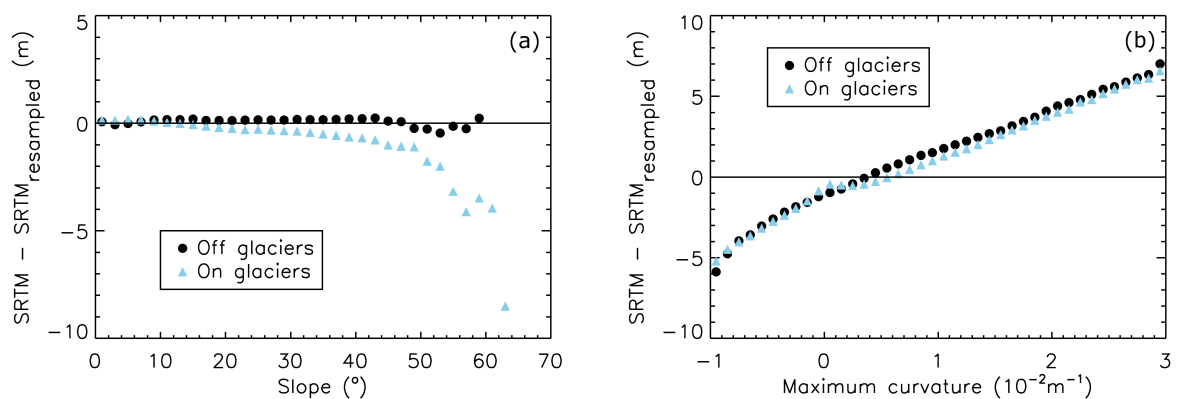 (a)
SRTM − SRTMresampled (m)
5
0
−5
−10
Off glaciers
On glaciers
0 10 20 30 40 50 60 70
Slope (°)
(b)
SRTM − SRTMresampled (m)
10
5
0
−5
−10
Off glaciers
On glaciers
−1 0 1 2 3
Maximum curvature (10⁻²m⁻¹)